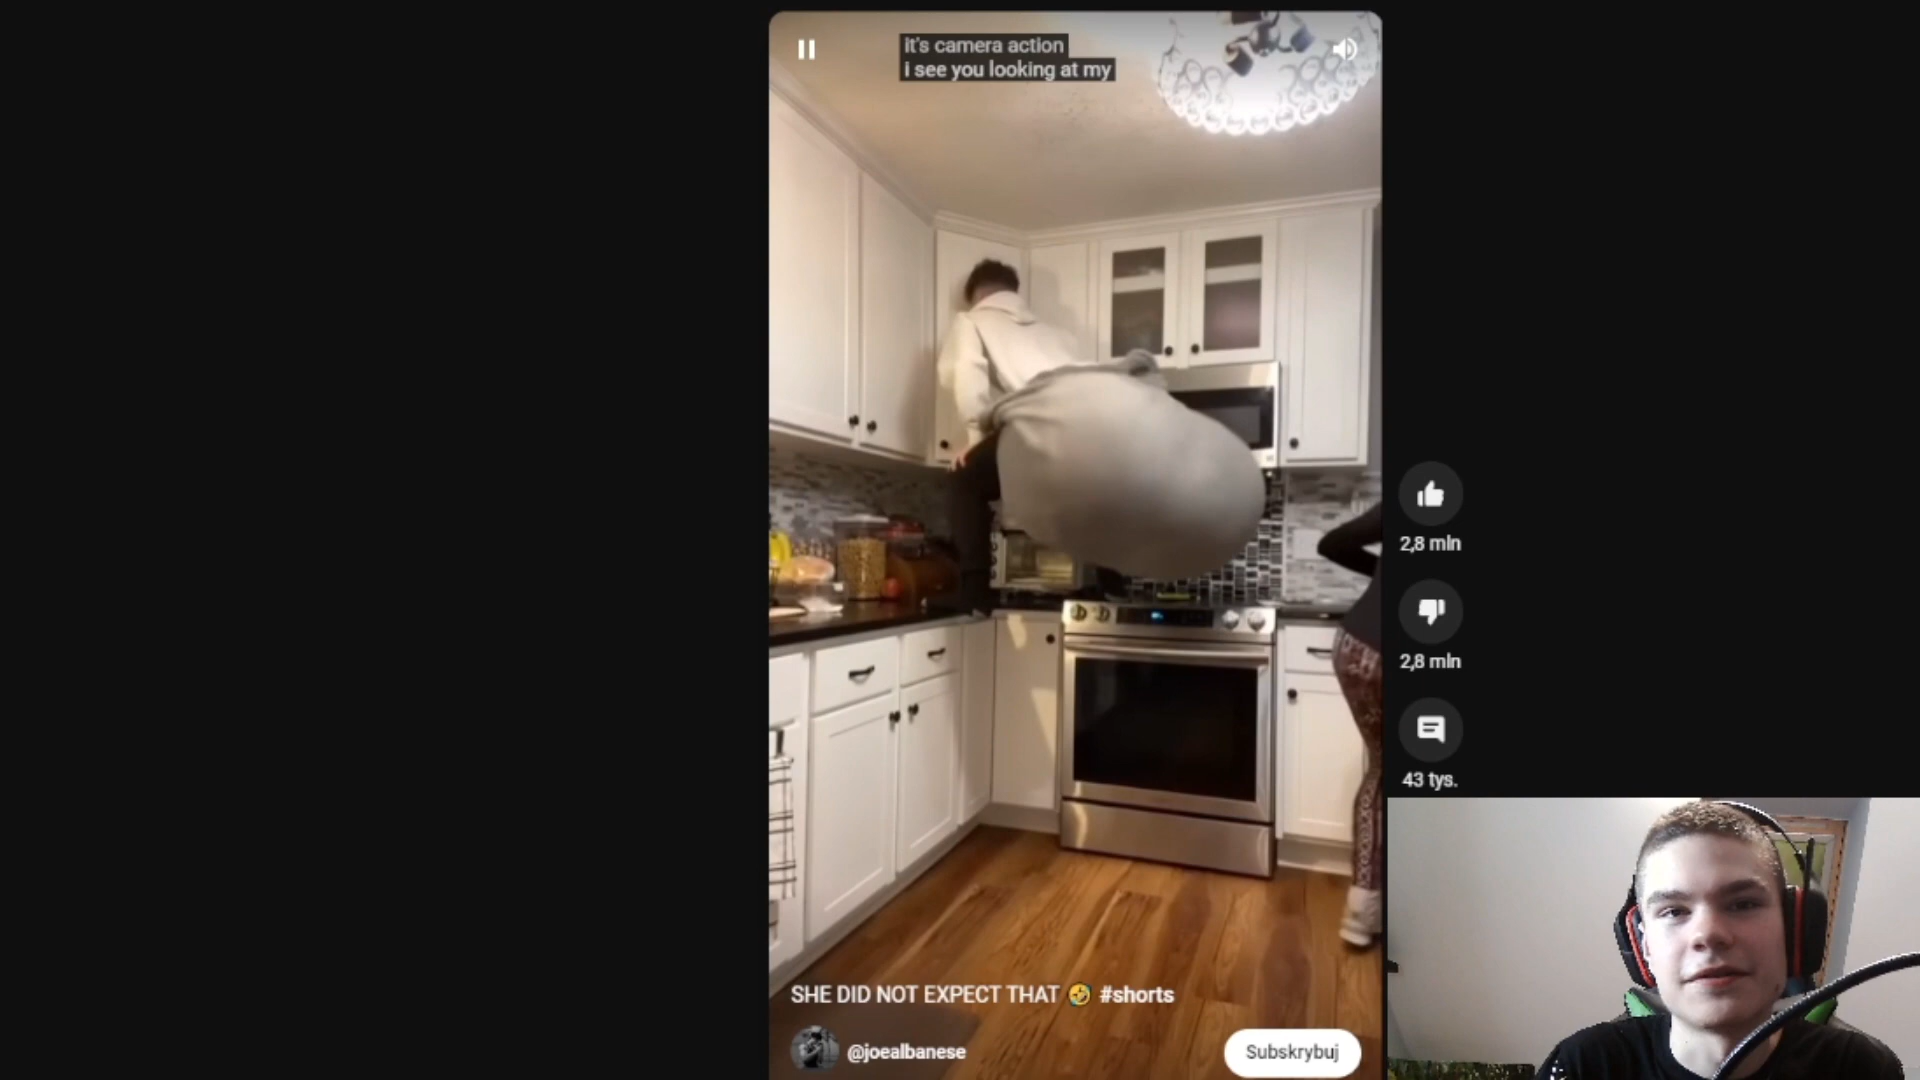 it's camera action
i see you looking at my
2,8 mln
2,8 mln
43 tys.
SHE DID NOT EXPECT THAT 🤣 #shorts
@joealbanese
Subskrybuj